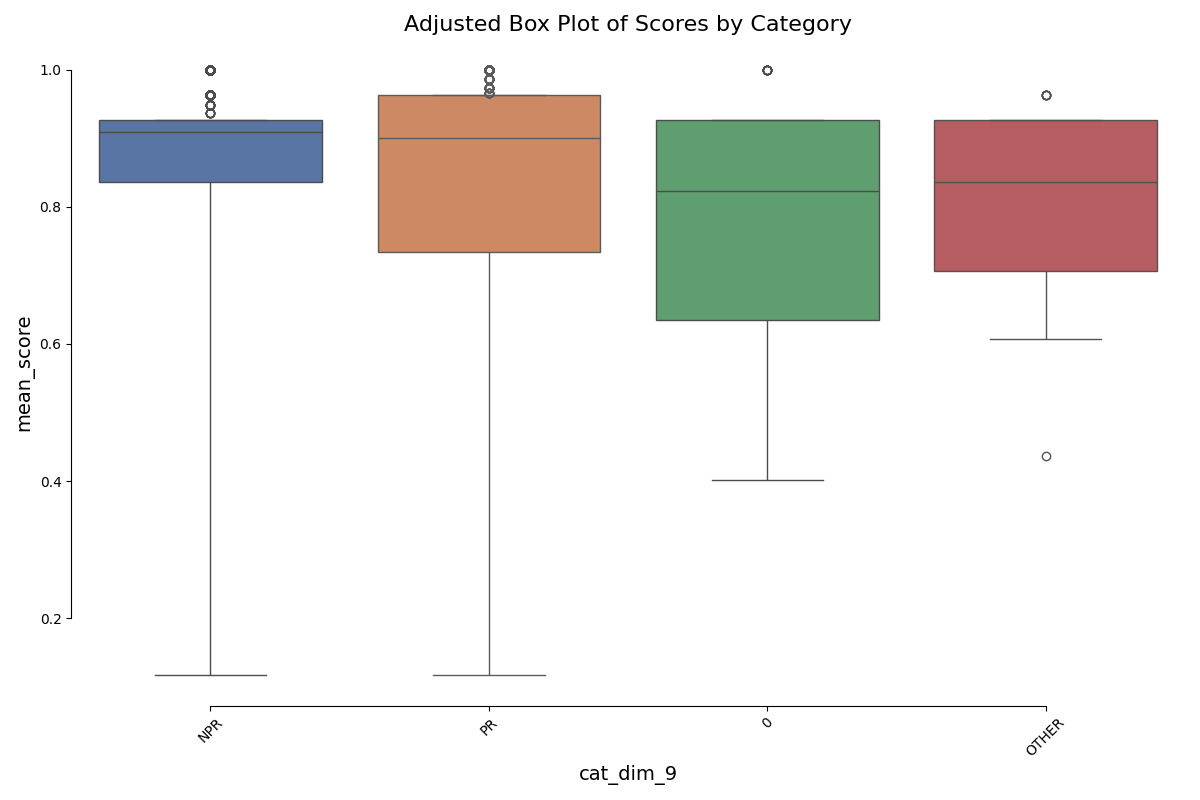 Adjusted Box Plot of Scores by Category
1.0
0.8
0.6
0.4
0.2
mean_score
NPR
PR
0
OTHER
cat_dim_9